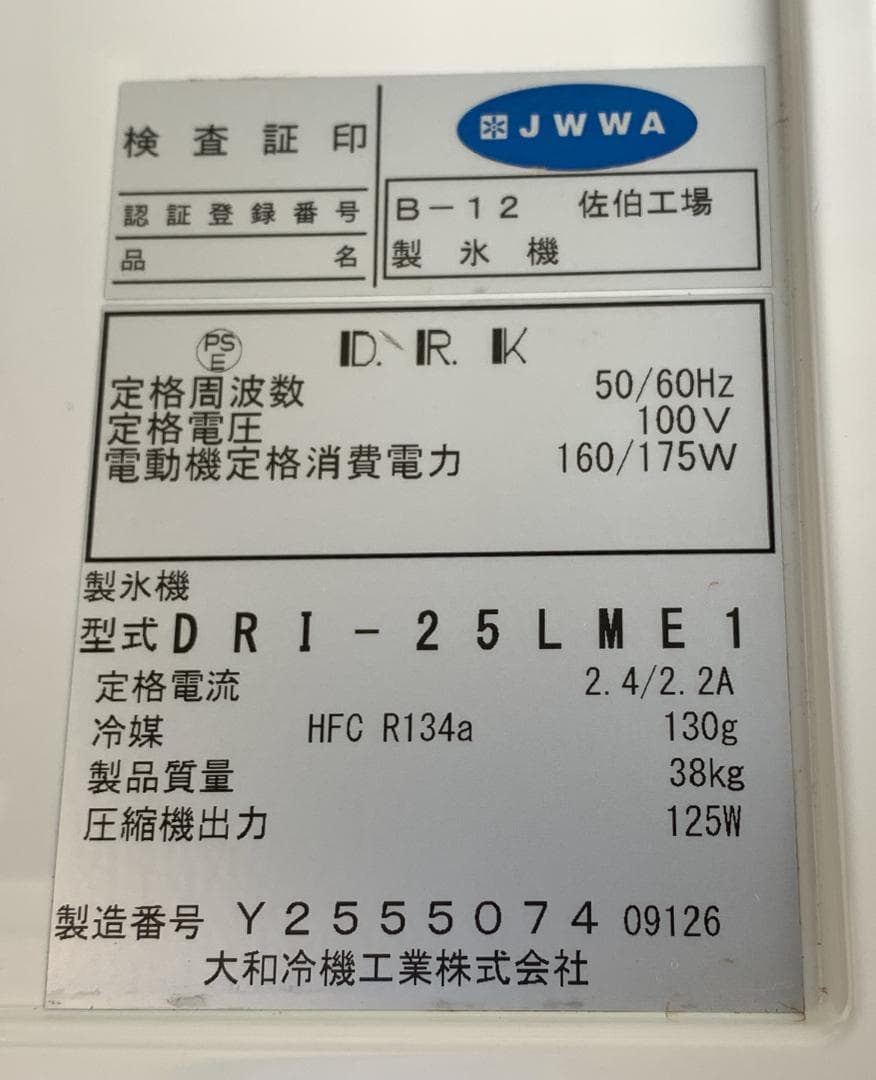 検査証印
JWWA
認証登録番号 B-12 佐伯工場
品名 製氷機
PS
E
D.R.K
定格周波数 50/60Hz
定格電圧 100V
電動機定格消費電力 160/175W
製氷機
型式 DRI-25LME1
定格電流 2.4/2.2A
冷媒 HFC R134a 130g
製品質量 38kg
圧縮機出力 125W
製造番号 Y2555074 09126
大和冷機工業株式会社